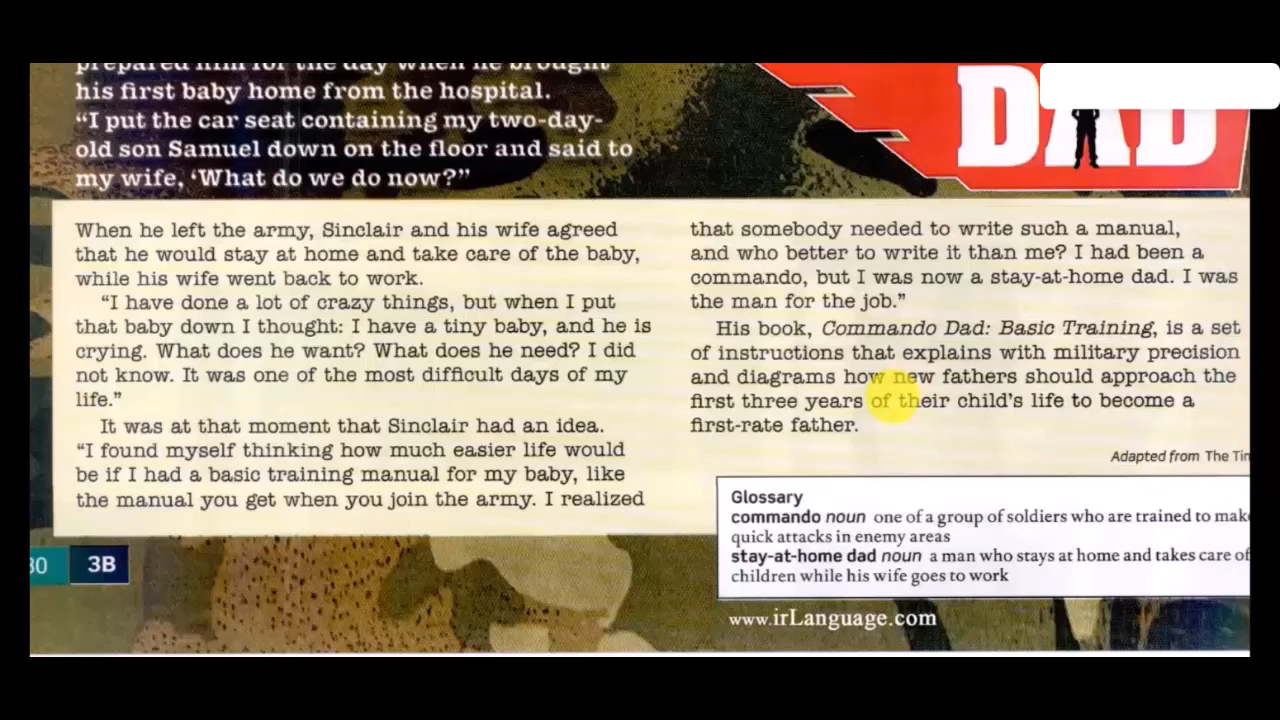 prepared him for the day when he brought
his first baby home from the hospital.
“I put the car seat containing my two-day-
old son Samuel down on the floor and said to
my wife, ‘What do we do now?”
DAD
When he left the army, Sinclair and his wife agreed
that he would stay at home and take care of the baby,
while his wife went back to work.
“I have done a lot of crazy things, but when I put
that baby down I thought: I have a tiny baby, and he is
crying. What does he want? What does he need? I did
not know. It was one of the most difficult days of my
life.”
It was at that moment that Sinclair had an idea.
“I found myself thinking how much easier life would
be if I had a basic training manual for my baby, like
the manual you get when you join the army. I realized
that somebody needed to write such a manual,
and who better to write it than me? I had been a
commando, but I was now a stay-at-home dad. I was
the man for the job.”
His book, Commando Dad: Basic Training, is a set
of instructions that explains with military precision
and diagrams how new fathers should approach the
first three years of their child’s life to become a
first-rate father.
Adapted from The
Glossary
commando noun one of a group of soldiers who are trained to
quick attacks in enemy areas
stay-at-home dad noun a man who stays at home and takes care of
children while his wife goes to work
3B
www.irLanguage.com